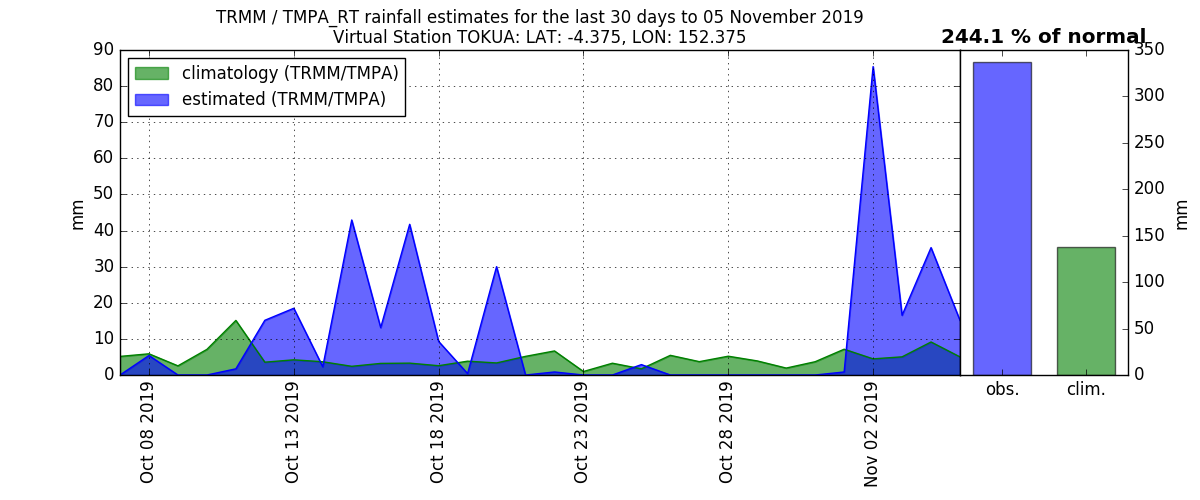 TRMM / TMPA_RT rainfall estimates for the last 30 days to 05 November 2019
Virtual Station TOKUA: LAT: -4.375, LON: 152.375
244.1 % of normal
climatology (TRMM/TMPA)
estimated (TRMM/TMPA)
mm
90
80
70
60
50
40
30
20
10
0
Oct 08 2019
Oct 13 2019
Oct 18 2019
Oct 23 2019
Oct 28 2019
Nov 02 2019
obs.
clim.
350
300
250
200
150
100
50
0
mm